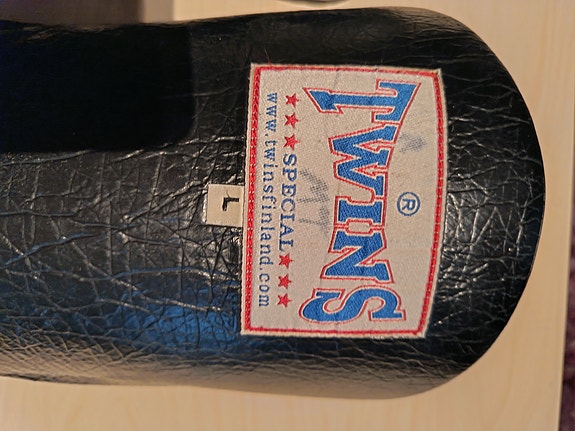 TWINS®
★★★SPECIAL★★★
www.twinsfinland.com
L